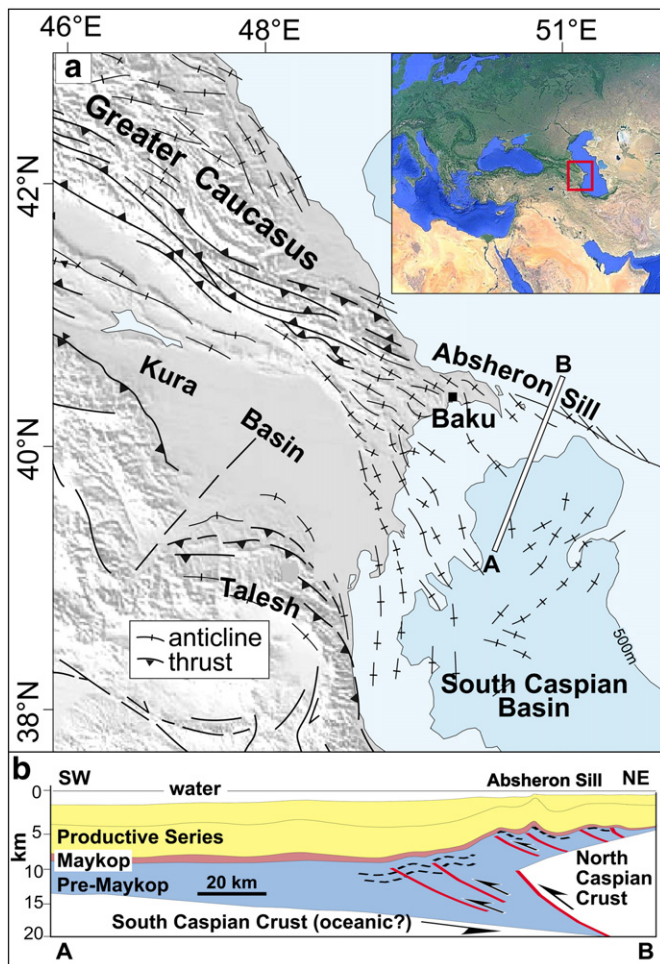 46°E 48°E 51°E
a
42°N
40°N
38°N
Greater Caucasus
Absheron Sill
B
Kura
Basin
Baku
A
Talesh
anticline
thrust
500m
South Caspian
Basin
b
SW
water
Absheron Sill
NE
0
5
10
15
20
km
Productive Series
Maykop
Pre-Maykop
20 km
North
Caspian
Crust
South Caspian Crust (oceanic?)
A
B